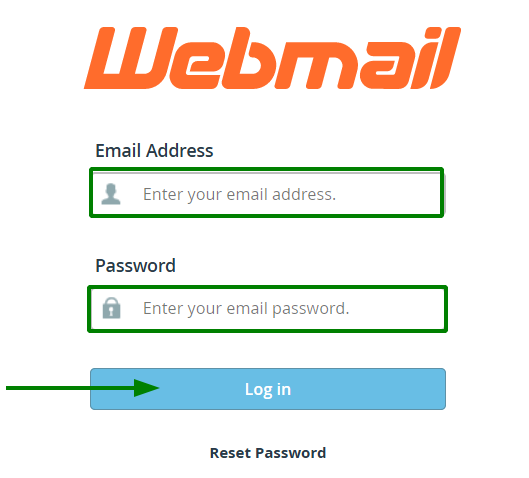 Webmail
Email Address
Enter your email address.
Password
Enter your email password.
Log in
Reset Password